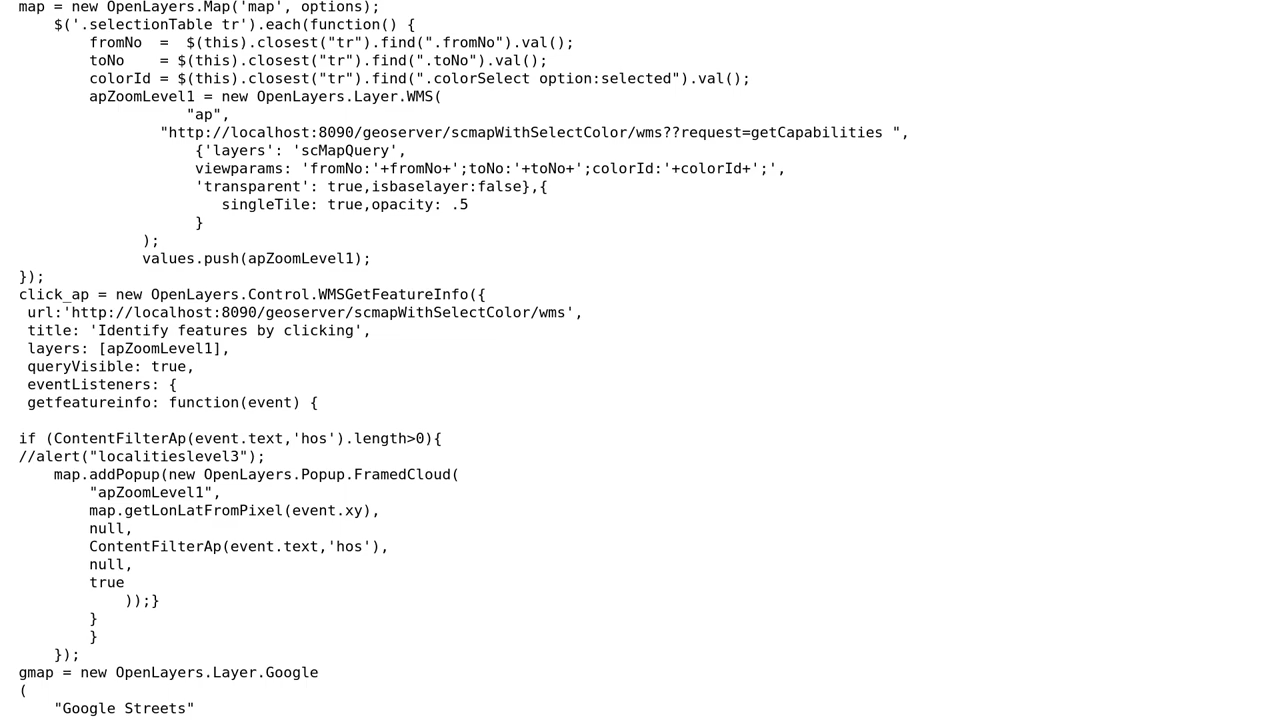 map = new OpenLayers.Map('map', options);
    $('.selectionTable tr').each(function() {
        fromNo  =  $(this).closest("tr").find(".fromNo").val();
        toNo    = $(this).closest("tr").find(".toNo").val();
        colorId = $(this).closest("tr").find(".colorSelect option:selected").val();
        apZoomLevel1 = new OpenLayers.Layer.WMS(
                   "ap",
                "http://localhost:8090/geoserver/scmapWithSelectColor/wms??request=getCapabilities ",
                    {'layers': 'scMapQuery',
                    viewparams: 'fromNo:'+fromNo+';toNo:'+toNo+';colorId:'+colorId+';',
                    'transparent': true,isbaselayer:false},{
                       singleTile: true,opacity: .5
                    }
              );
              values.push(apZoomLevel1);
});
click_ap = new OpenLayers.Control.WMSGetFeatureInfo({
 url:'http://localhost:8090/geoserver/scmapWithSelectColor/wms',
 title: 'Identify features by clicking',
 layers: [apZoomLevel1],
 queryVisible: true,
 eventListeners: {
 getfeatureinfo: function(event) {

if (ContentFilterAp(event.text,'hos').length>0){
//alert("localitieslevel3");
    map.addPopup(new OpenLayers.Popup.FramedCloud(
        "apZoomLevel1",
        map.getLonLatFromPixel(event.xy),
        null,
        ContentFilterAp(event.text,'hos'),
        null,
        true
            ));}
        }
        }
    });
gmap = new OpenLayers.Layer.Google
(
    "Google Streets"